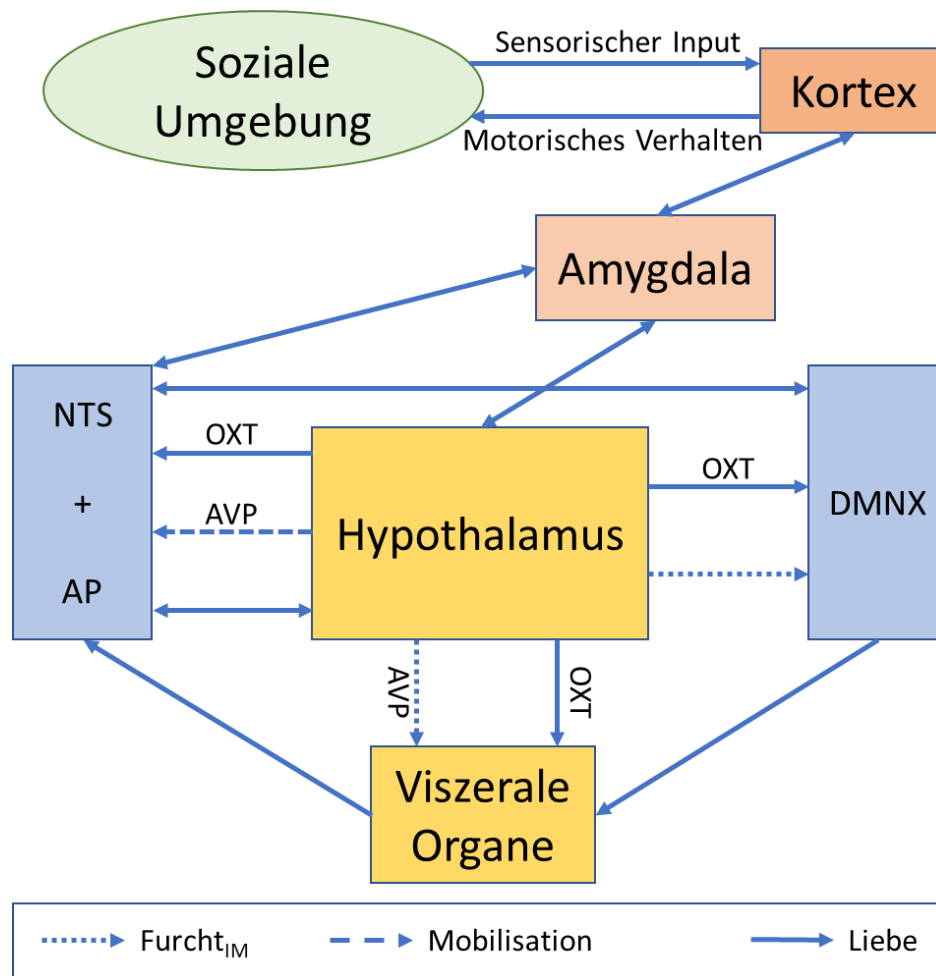 Soziale
Umgebung
Sensorischer Input
Motorisches Verhalten
Kortex
Amygdala
NTS
+
AP
OXT
AVP
Hypothalamus
OXT
DMNX
AVP
OXT
Viszerale
Organe
Furcht_IM
Mobilisation
Liebe